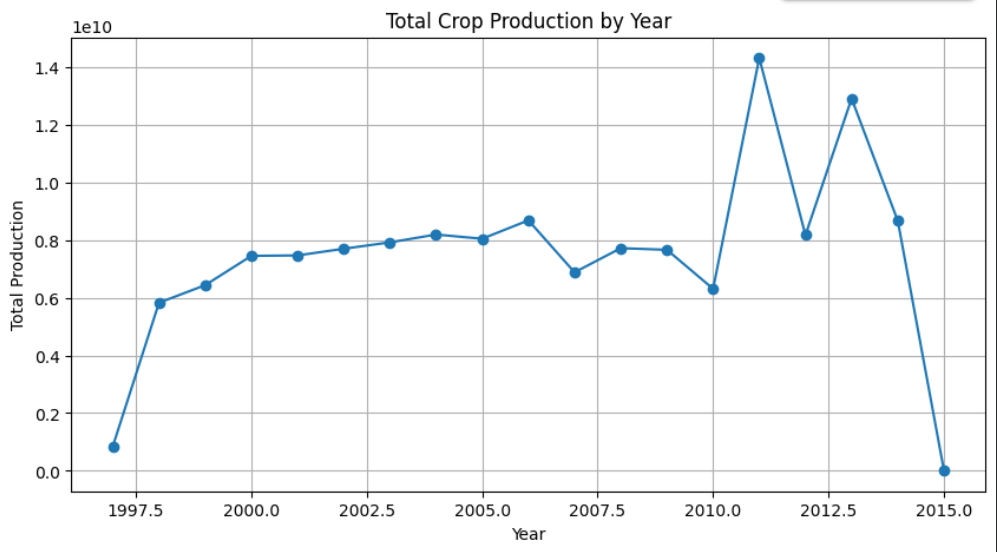 Total Crop Production by Year
1e10
1.4
1.2
1.0
0.8
0.6
0.4
0.2
0.0
Total Production
1997.5 2000.0 2002.5 2005.0 2007.5 2010.0 2012.5 2015.0
Year